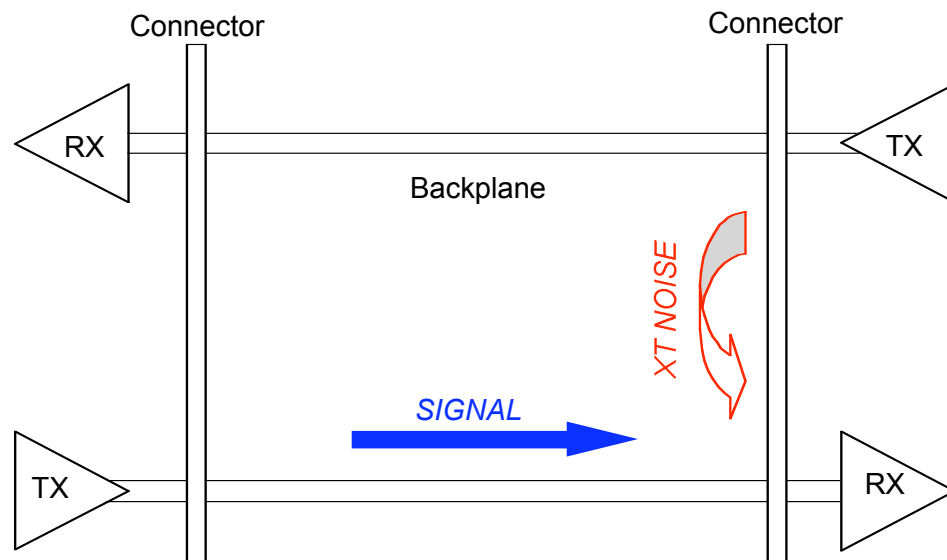 Connector
Connector
RX
TX
Backplane
XT NOISE
SIGNAL
TX
RX